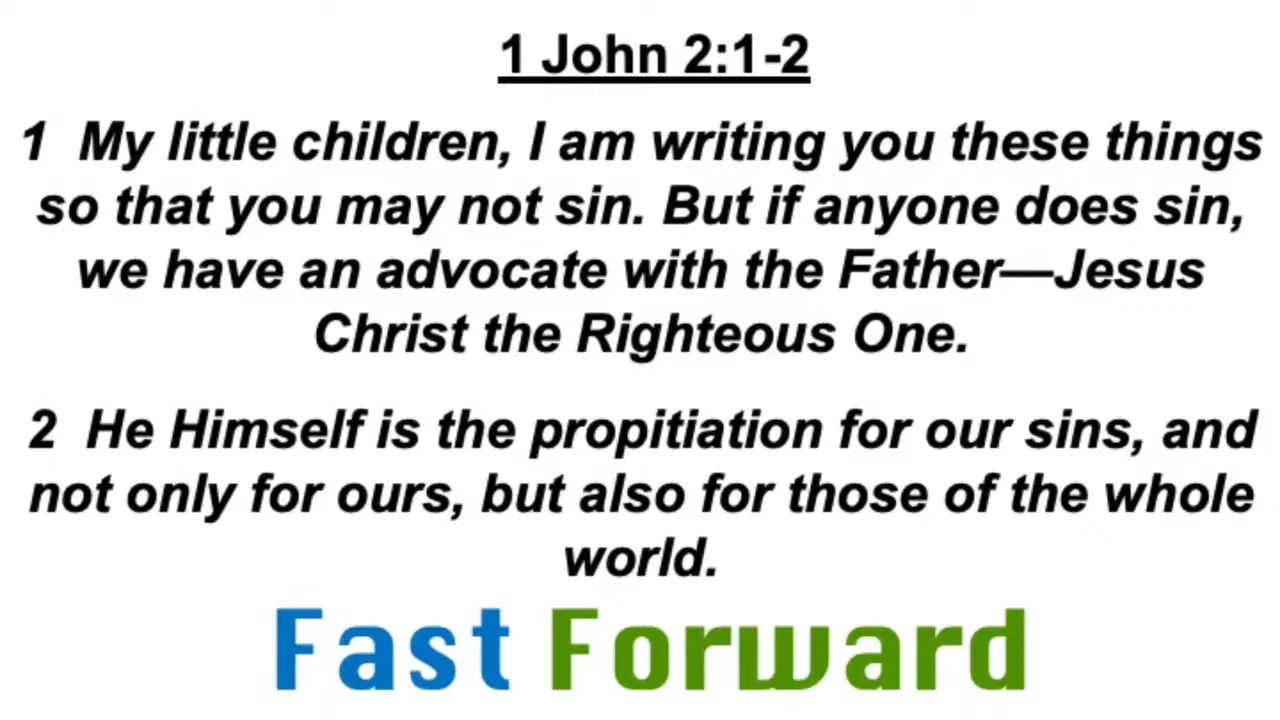 1 John 2:1-2
1 My little children, I am writing you these things
so that you may not sin. But if anyone does sin,
we have an advocate with the Father—Jesus
Christ the Righteous One.
2 He Himself is the propitiation for our sins, and
not only for ours, but also for those of the whole
world.
Fast Forward